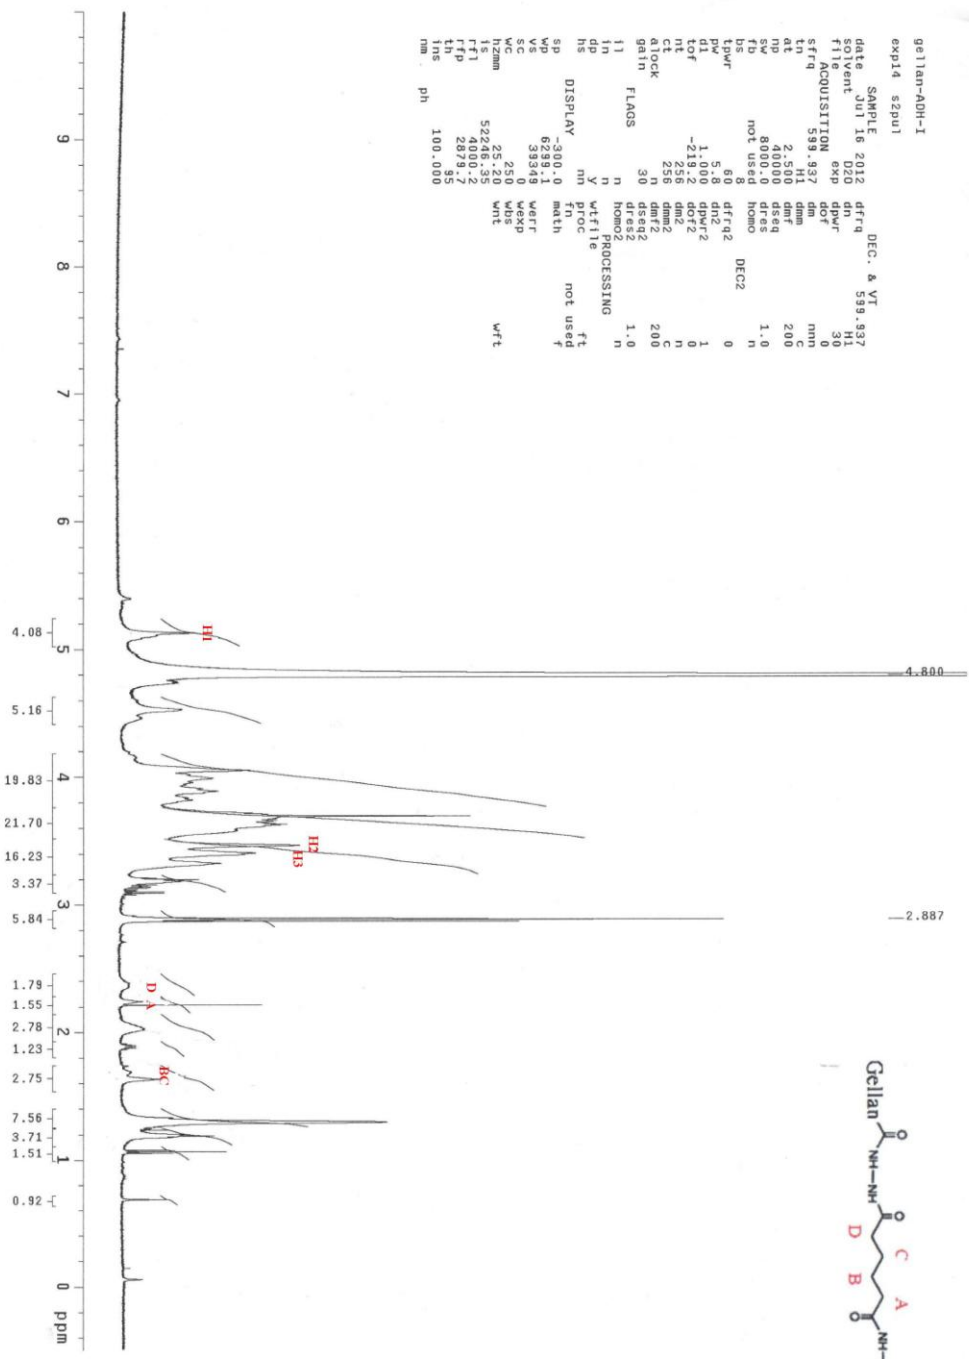 gellan-ADH-I
exp14 s2pul
SAMPLE
date Jul 16 2012
solvent D2O
file exp
ACQUISITION
sfrq 599.937
tn H1
at 2.500
np 40000
sw 8000.0
fb not used
bs 8
tpwr 60
pw 5.8
d1 1.000
tof -219.2
nt 256
ct 256
alock n
gain 30
FLAGS
il n
in n
dp y
hs nn
DISPLAY
sp -300.0
wp 6299.1
vs 39349
sc 0
wc 250
hzmm 25.20
is 52246.35
rfl 4000.2
rfp 2879.7
th 95
ins 100.000
nm ph
DEC. & VT
dfrq 599.937
dn H1
dpwr 30
dof 0
dm nnn
dmm c
dmf 200
dseq
dres 1.0
homo n
DEC2
dfrq2 0
dn2
dpwr2 1
dof2 0
dm2 n
dmm2 c
dmf2 200
dseq2
dres2 1.0
homo2 n
PROCESSING
wtfile
proc ft
fn not used
math f
werr
wexp
wbs
wnt wft
Gellan
O
NH—NH
O
D
C
B
A
O
NH-
4.800
2.887
H1
H2
H3
D A
BC
9 8 7 6 5 4 3 2 1 0 ppm
4.08
5.16
19.83
21.70
16.23
3.37
5.84
1.79
1.55
2.78
1.23
2.75
7.56
3.71
1.51
0.92